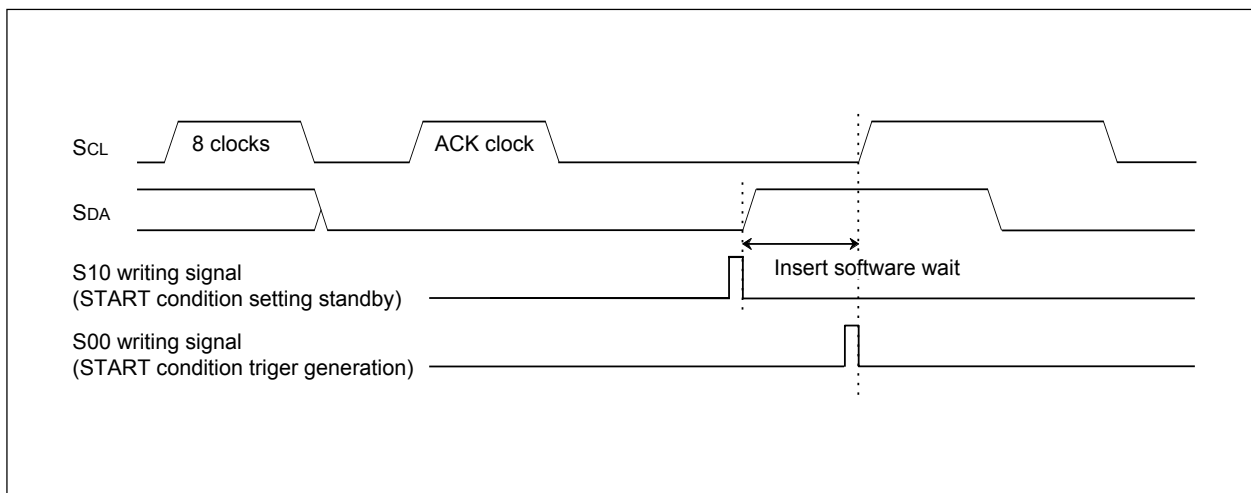 SCL
8 clocks
ACK clock
SDA
Insert software wait
S10 writing signal
(START condition setting standby)
S00 writing signal
(START condition triger generation)